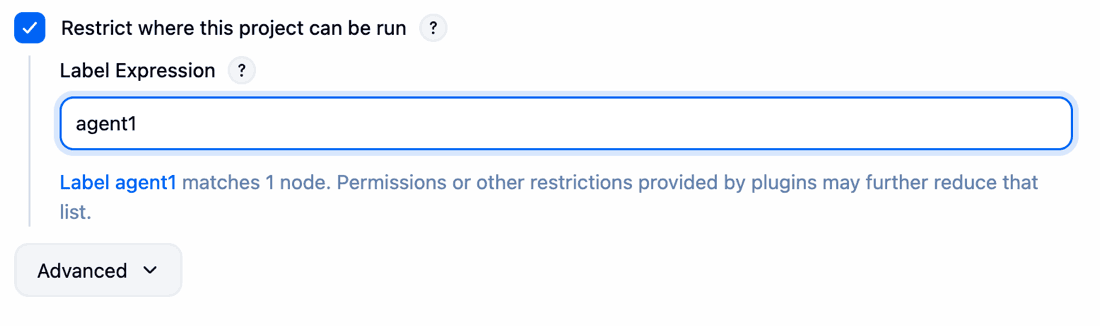 Restrict where this project can be run ?
Label Expression ?
agent1
Label agent1 matches 1 node. Permissions or other restrictions provided by plugins may further reduce that
list.
Advanced